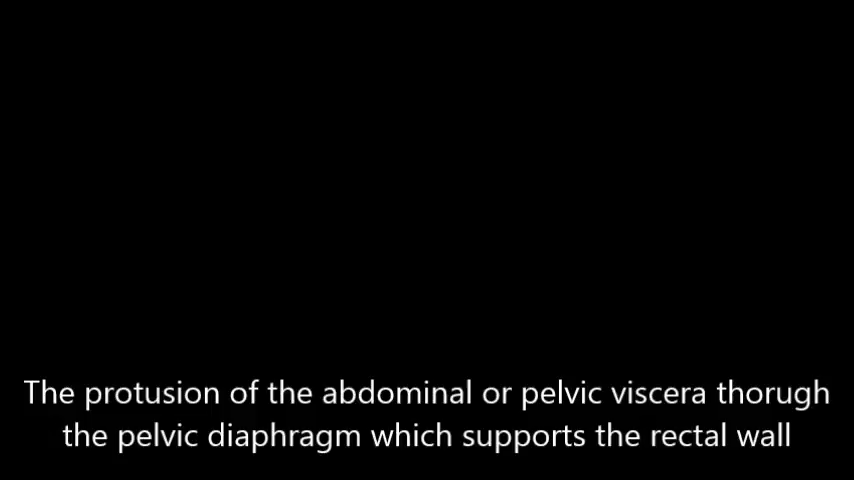 The protusion of the abdominal or pelvic viscera thorugh
the pelvic diaphragm which supports the rectal wall